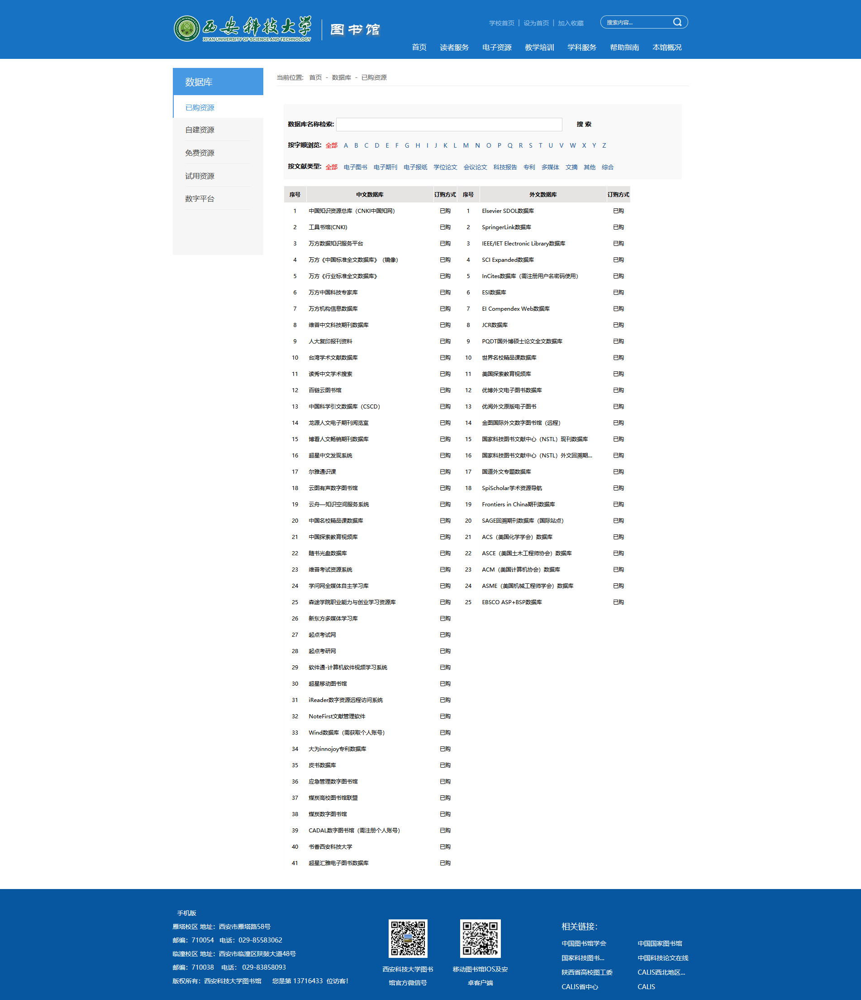 西安科技大学
XI'AN UNIVERSITY OF SCIENCE AND TECHNOLOGY
图书馆
学校首页 | 设为首页 | 加入收藏
搜索内容...
首页 读者服务 电子资源 教学培训 学科服务 帮助指南 本馆概况
数据库
已购资源
自建资源
免费资源
试用资源
数字平台
当前位置: 首页 - 数据库 - 已购资源
数据库名称检索: 搜 索
按字顺浏览: 全部 A B C D E F G H I J K L M N O P Q R S T U V W X Y Z
按文献类型: 全部 电子图书 电子期刊 电子报纸 学位论文 会议论文 科技报告 专利 多媒体 文摘 其他 综合
序号 中文数据库 订购方式 序号 外文数据库 订购方式
1 中国知识资源总库（CNKI中国知网） 已购 1 Elsevier SDOL数据库 已购
2 工具书馆(CNKI) 已购 2 SpringerLink数据库 已购
3 万方数据知识服务平台 已购 3 IEEE/IET Electronic Library数据库 已购
4 万方《中国标准全文数据库》（镜像） 已购 4 SCI Expanded数据库 已购
5 万方《行业标准全文数据库》 已购 5 InCites数据库（需注册用户名密码使用） 已购
6 万方中国科技专家库 已购 6 ESI数据库 已购
7 万方机构信息数据库 已购 7 EI Compendex Web数据库 已购
8 维普中文科技期刊数据库 已购 8 JCR数据库 已购
9 人大复印报刊资料 已购 9 PQDT国外博硕士论文全文数据库 已购
10 台湾学术文献数据库 已购 10 世界名校精品课数据库 已购
11 读秀中文学术搜索 已购 11 美国探索教育视频库 已购
12 百链云图书馆 已购 12 优博外文电子图书数据库 已购
13 中国科学引文数据库（CSCD） 已购 13 优阅外文原版电子图书 已购
14 龙源人文电子期刊阅览室 已购 14 金图国际外文数字图书馆（远程） 已购
15 博看人文畅销期刊数据库 已购 15 国家科技图书文献中心（NSTL）现刊数据库 已购
16 超星中文发现系统 已购 16 国家科技图书文献中心（NSTL）外文回溯期... 已购
17 尔雅通识课 已购 17 国道外文专题数据库 已购
18 云图有声数字图书馆 已购 18 SpiScholar学术资源导航 已购
19 云舟—知识空间服务系统 已购 19 Frontiers in China期刊数据库 已购
20 中国名校精品课数据库 已购 20 SAGE回溯期刊数据库（国际站点） 已购
21 中国探索教育视频库 已购 21 ACS（美国化学学会）数据库 已购
22 随书光盘数据库 已购 22 ASCE（美国土木工程师协会）数据库 已购
23 维普考试资源系统 已购 23 ACM（美国计算机协会）数据库 已购
24 学问网全媒体自主学习库 已购 24 ASME（美国机械工程师学会）数据库 已购
25 森途学院职业能力与创业学习资源库 已购 25 EBSCO ASP+BSP数据库 已购
26 新东方多媒体学习库 已购
27 起点考试网 已购
28 起点考研网 已购
29 软件通-计算机软件视频学习系统 已购
30 超星移动图书馆 已购
31 iReader数字资源远程访问系统 已购
32 NoteFirst文献管理软件 已购
33 Wind数据库（需获取个人账号） 已购
34 大为innojoy专利数据库 已购
35 皮书数据库 已购
36 应急管理数字图书馆 已购
37 煤炭高校图书馆联盟 已购
38 煤炭数字图书馆 已购
39 CADAL数字图书馆（需注册个人账号） 已购
40 书香西安科技大学 已购
41 超星汇雅电子图书数据库 已购
手机版
雁塔校区 地址：西安市雁塔路58号
邮编：710054 电话：029-85583062
临潼校区 地址：西安市临潼区陕鼓大道48号
邮编：710038 电话： 029-83858093
版权所有：西安科技大学图书馆 您是第 13716433 位访客！
西安科技大学图书
馆官方微信号
移动图书馆IOS及安
卓客户端
相关链接：
中国图书馆学会 中国国家图书馆
国家科技图书... 中国科技论文在线
陕西省高校图工委 CALIS西北地区...
CALIS省中心 CALIS